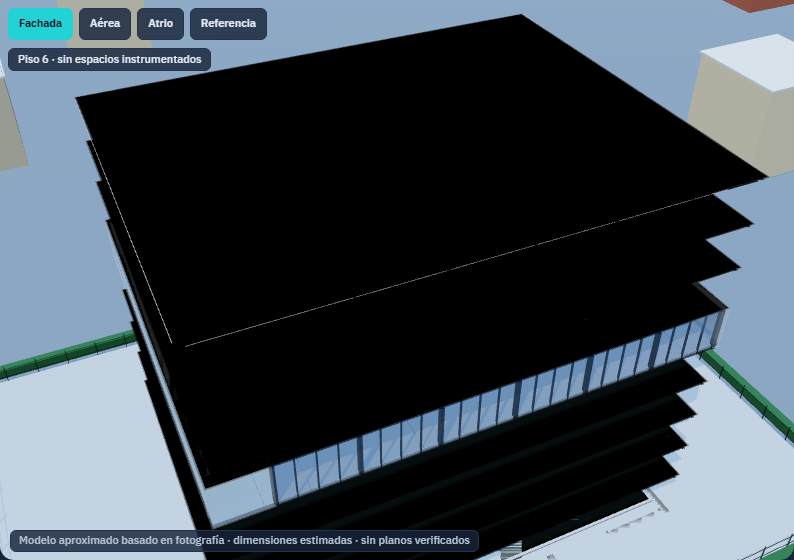 Fachada
Aérea
Atrio
Referencia
Piso 6 · sin espacios instrumentados
Modelo aproximado basado en fotografía · dimensiones estimadas · sin planos verificados